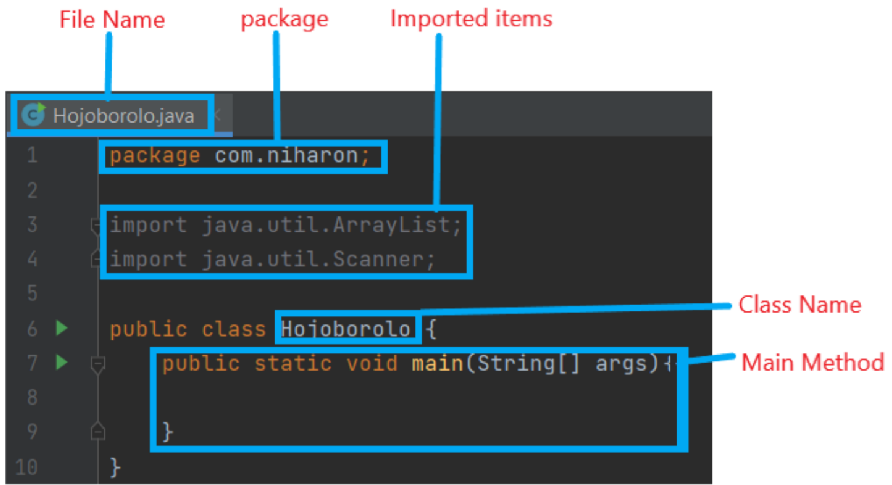 File Name package Imported items
Hojoborolo.java
1 package com.niharon;
2
3 import java.util.ArrayList;
4 import java.util.Scanner;
5
6 public class Hojoborolo { Class Name
7 public static void main(String[] args){ Main Method
8
9 }
10 }